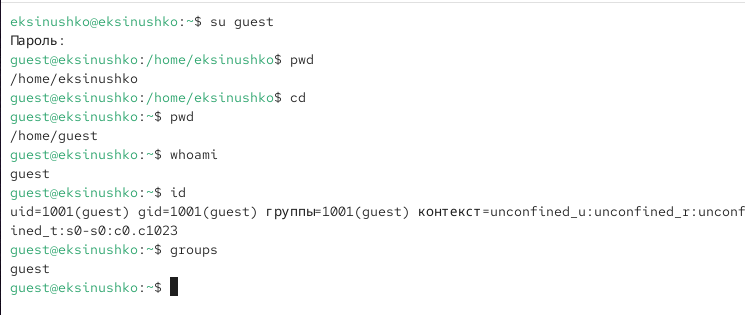 eksinushko@eksinushko:~$ su guest
Пароль:
guest@eksinushko:/home/eksinushko$ pwd
/home/eksinushko
guest@eksinushko:/home/eksinushko$ cd
guest@eksinushko:~$ pwd
/home/guest
guest@eksinushko:~$ whoami
guest
guest@eksinushko:~$ id
uid=1001(guest) gid=1001(guest) группы=1001(guest) контекст=unconfined_u:unconfined_r:unconf
ined_t:s0-s0:c0.c1023
guest@eksinushko:~$ groups
guest
guest@eksinushko:~$